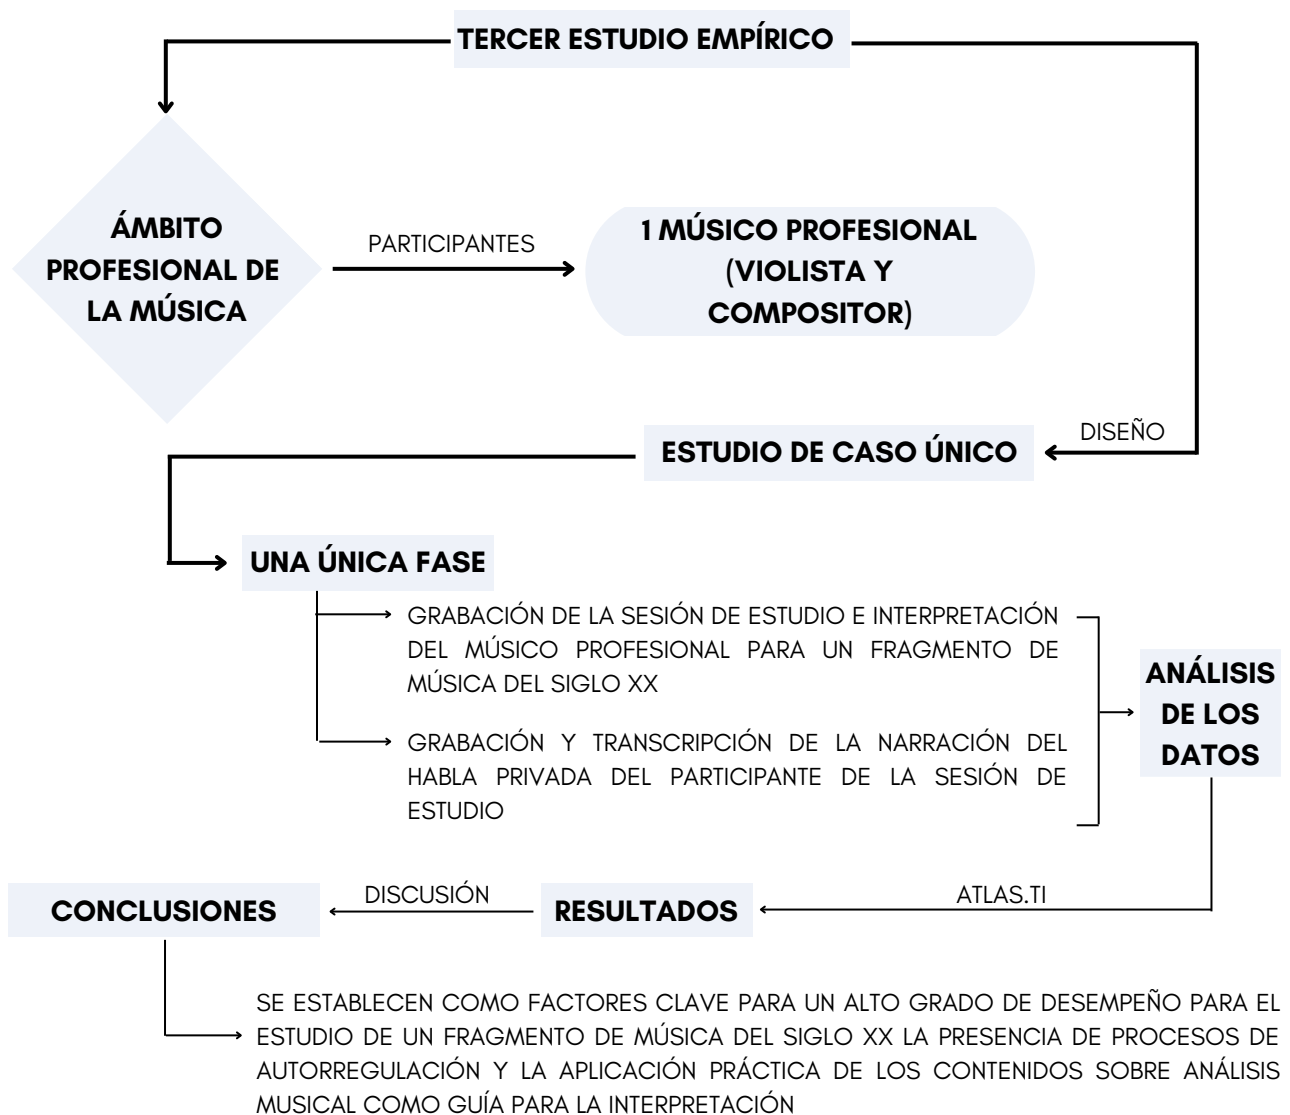 TERCER ESTUDIO EMPÍRICO
ÁMBITO
PROFESIONAL DE
LA MÚSICA
PARTICIPANTES
1 MÚSICO PROFESIONAL
(VIOLISTA Y
COMPOSITOR)
DISEÑO
ESTUDIO DE CASO ÚNICO
UNA ÚNICA FASE
GRABACIÓN DE LA SESIÓN DE ESTUDIO E INTERPRETACIÓN
DEL MÚSICO PROFESIONAL PARA UN FRAGMENTO DE
MÚSICA DEL SIGLO XX
GRABACIÓN Y TRANSCRIPCIÓN DE LA NARRACIÓN DEL
HABLA PRIVADA DEL PARTICIPANTE DE LA SESIÓN DE
ESTUDIO
ANÁLISIS
DE LOS
DATOS
ATLAS.TI
RESULTADOS
DISCUSIÓN
CONCLUSIONES
SE ESTABLECEN COMO FACTORES CLAVE PARA UN ALTO GRADO DE DESEMPEÑO PARA EL
ESTUDIO DE UN FRAGMENTO DE MÚSICA DEL SIGLO XX LA PRESENCIA DE PROCESOS DE
AUTORREGULACIÓN Y LA APLICACIÓN PRÁCTICA DE LOS CONTENIDOS SOBRE ANÁLISIS
MUSICAL COMO GUÍA PARA LA INTERPRETACIÓN